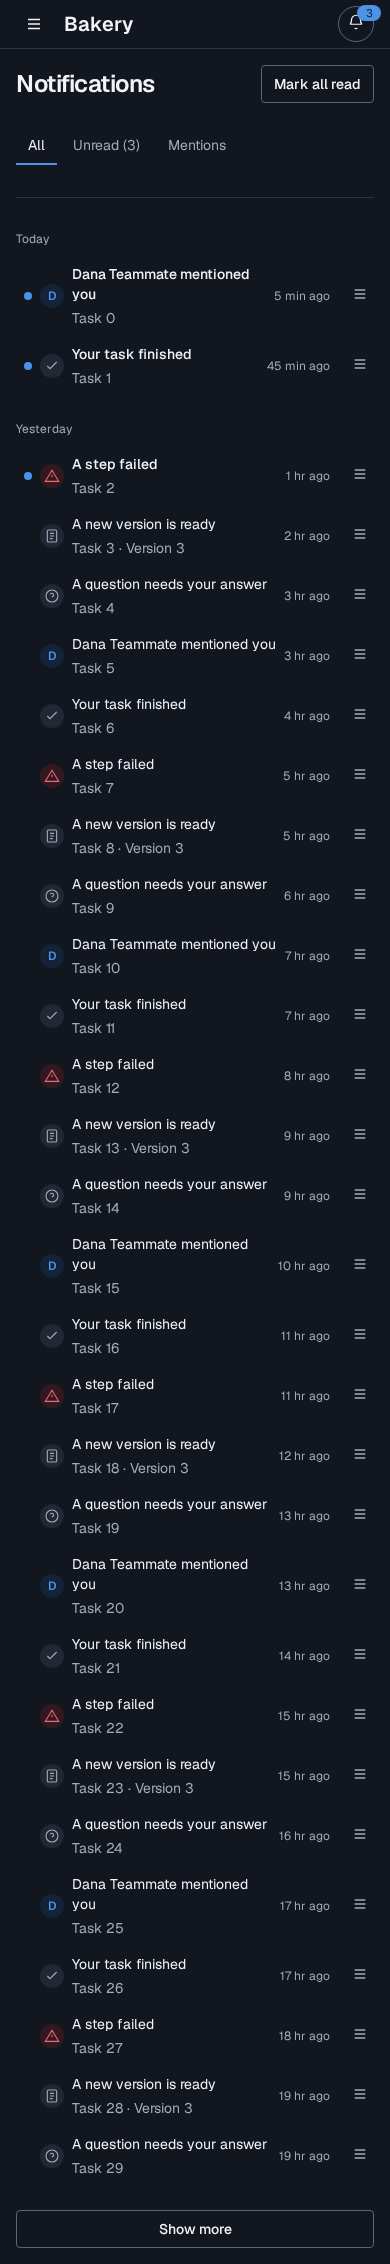 Bakery
3
Notifications
Mark all read
All
Unread (3)
Mentions
Today
D
Dana Teammate mentioned
you
5 min ago
Task 0
Your task finished
45 min ago
Task 1
Yesterday
A step failed
1 hr ago
Task 2
A new version is ready
2 hr ago
Task 3 · Version 3
A question needs your answer
3 hr ago
Task 4
D
Dana Teammate mentioned you
3 hr ago
Task 5
Your task finished
4 hr ago
Task 6
A step failed
5 hr ago
Task 7
A new version is ready
5 hr ago
Task 8 · Version 3
A question needs your answer
6 hr ago
Task 9
D
Dana Teammate mentioned you
7 hr ago
Task 10
Your task finished
7 hr ago
Task 11
A step failed
8 hr ago
Task 12
A new version is ready
9 hr ago
Task 13 · Version 3
A question needs your answer
9 hr ago
Task 14
D
Dana Teammate mentioned
you
10 hr ago
Task 15
Your task finished
11 hr ago
Task 16
A step failed
11 hr ago
Task 17
A new version is ready
12 hr ago
Task 18 · Version 3
A question needs your answer
13 hr ago
Task 19
D
Dana Teammate mentioned
you
13 hr ago
Task 20
Your task finished
14 hr ago
Task 21
A step failed
15 hr ago
Task 22
A new version is ready
15 hr ago
Task 23 · Version 3
A question needs your answer
16 hr ago
Task 24
D
Dana Teammate mentioned
you
17 hr ago
Task 25
Your task finished
17 hr ago
Task 26
A step failed
18 hr ago
Task 27
A new version is ready
19 hr ago
Task 28 · Version 3
A question needs your answer
19 hr ago
Task 29
Show more